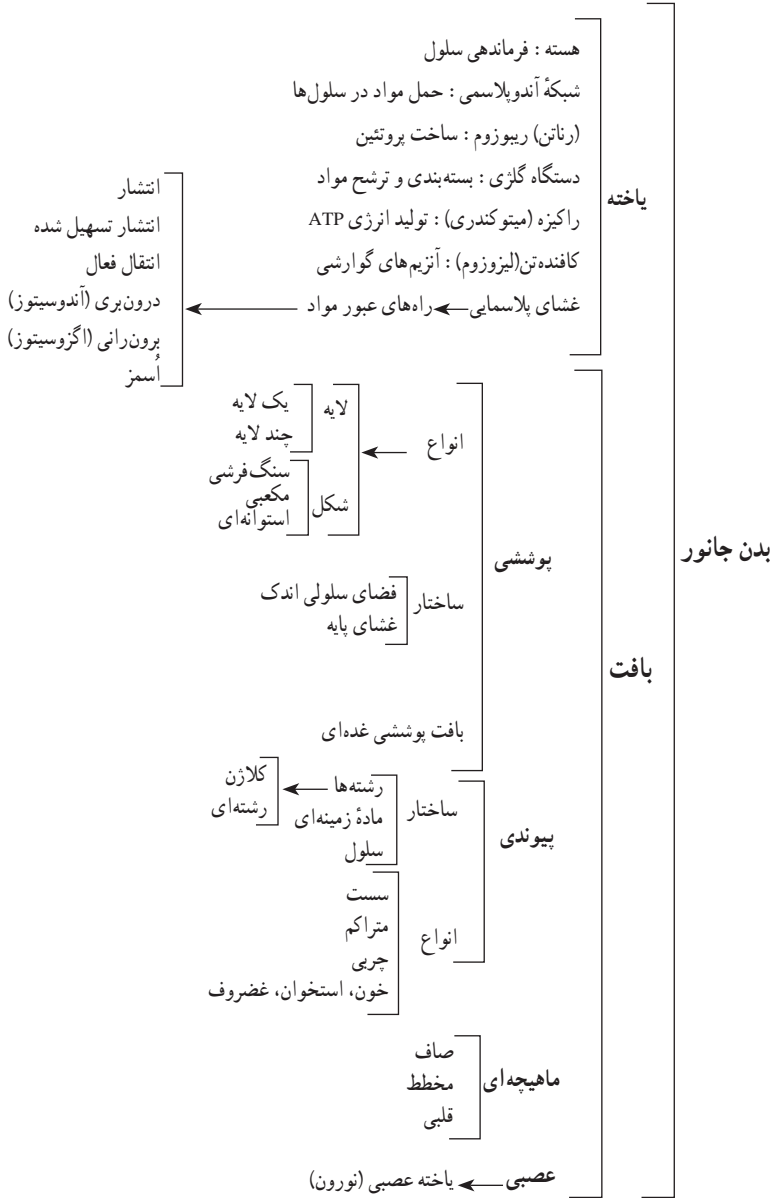 بدن جانور
یاخته
هسته : فرماندهی سلول
شبکهٔ آندوپلاسمی : حمل مواد در سلول‌ها
(رناتن) ریبوزوم : ساخت پروتئین
دستگاه گلژی : بسته‌بندی و ترشح مواد
راکیزه (میتوکندری) : تولید انرژی ATP
کافنده‌تن(لیزوزوم) : آنزیم‌های گوارشی
غشای پلاسمایی
راه‌های عبور مواد
انتشار
انتشار تسهیل شده
انتقال فعال
درون‌بری (آندوسیتوز)
برون‌رانی (اگزوسیتوز)
اُسمز
بافت
پوششی
انواع
لایه
یک لایه
چند لایه
شکل
سنگ‌فرشی
مکعبی
استوانه‌ای
ساختار
فضای سلولی اندک
غشای پایه
بافت پوششی غده‌ای
پیوندی
ساختار
رشته‌ها
کلاژن
رشته‌ای
مادهٔ زمینه‌ای
سلول
انواع
سست
متراکم
چربی
خون، استخوان، غضروف
ماهیچه‌ای
صاف
مخطط
قلبی
عصبی
یاخته عصبی (نورون)